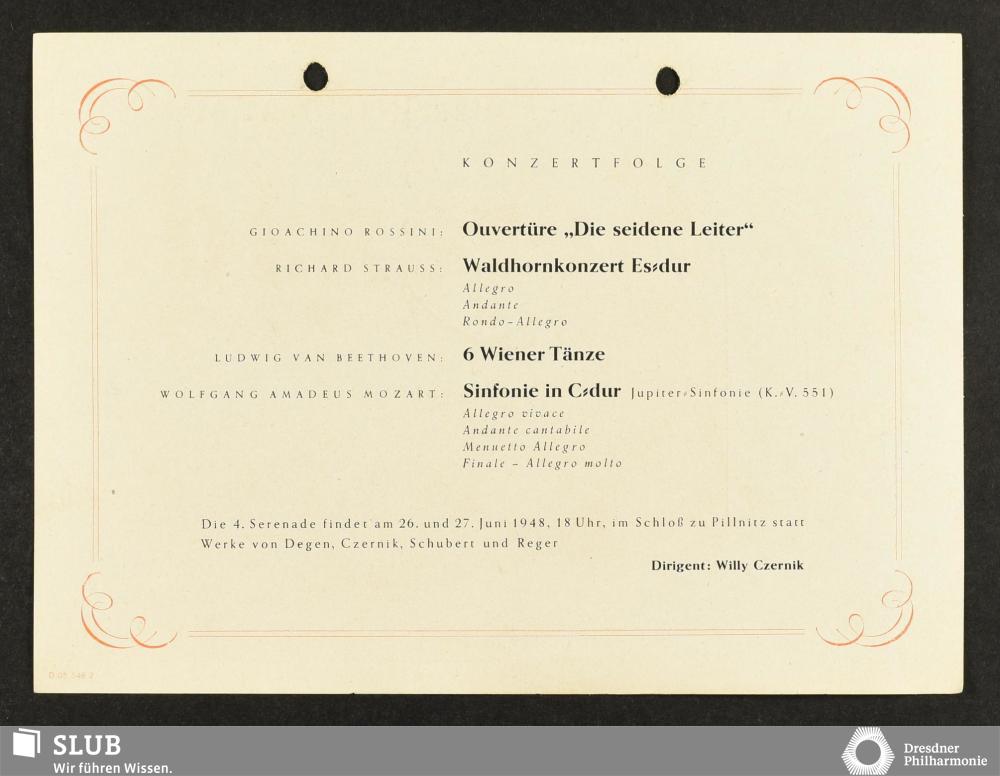 KONZERTFOLGE
GIOACHINO ROSSINI: Ouvertüre „Die seidene Leiter“
RICHARD STRAUSS: Waldhornkonzert Es-dur
Allegro
Andante
Rondo-Allegro
LUDWIG VAN BEETHOVEN: 6 Wiener Tänze
WOLFGANG AMADEUS MOZART: Sinfonie in C-dur Jupiter-Sinfonie (K.-V. 551)
Allegro vivace
Andante cantabile
Menuetto Allegro
Finale – Allegro molto
Die 4. Serenade findet am 26. und 27. Juni 1948, 18 Uhr, im Schloß zu Pillnitz statt
Werke von Degen, Czernik, Schubert und Reger
Dirigent: Willy Czernik
SLUB
Wir führen Wissen.
Dresdner
Philharmonie